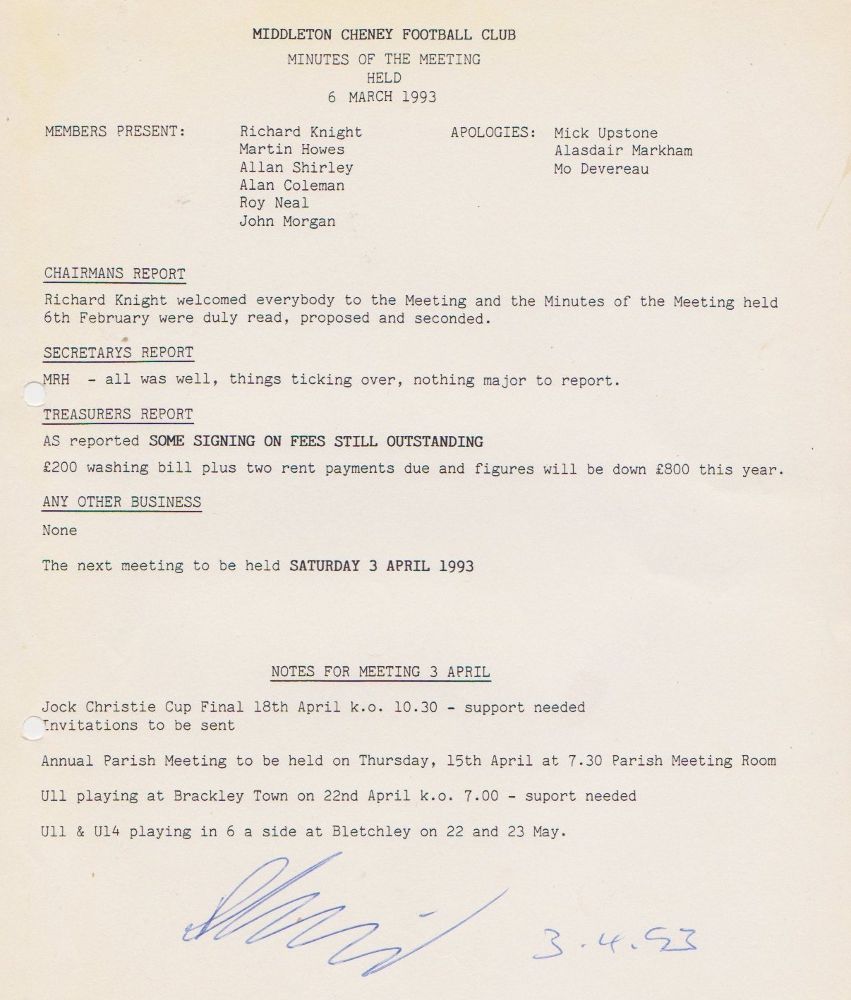 MIDDLETON CHENEY FOOTBALL CLUB
MINUTES OF THE MEETING
HELD
6 MARCH 1993
MEMBERS PRESENT: Richard Knight APOLOGIES: Mick Upstone
Martin Howes Alasdair Markham
Allan Shirley Mo Devereau
Alan Coleman
Roy Neal
John Morgan
CHAIRMANS REPORT
Richard Knight welcomed everybody to the Meeting and the Minutes of the Meeting held
6th February were duly read, proposed and seconded.
SECRETARYS REPORT
MRH - all was well, things ticking over, nothing major to report.
TREASURERS REPORT
AS reported SOME SIGNING ON FEES STILL OUTSTANDING
£200 washing bill plus two rent payments due and figures will be down £800 this year.
ANY OTHER BUSINESS
None
The next meeting to be held SATURDAY 3 APRIL 1993
NOTES FOR MEETING 3 APRIL
Jock Christie Cup Final 18th April k.o. 10.30 - support needed
Invitations to be sent
Annual Parish Meeting to be held on Thursday, 15th April at 7.30 Parish Meeting Room
U11 playing at Brackley Town on 22nd April k.o. 7.00 - suport needed
U11 & U14 playing in 6 a side at Bletchley on 22 and 23 May.
3.4.93